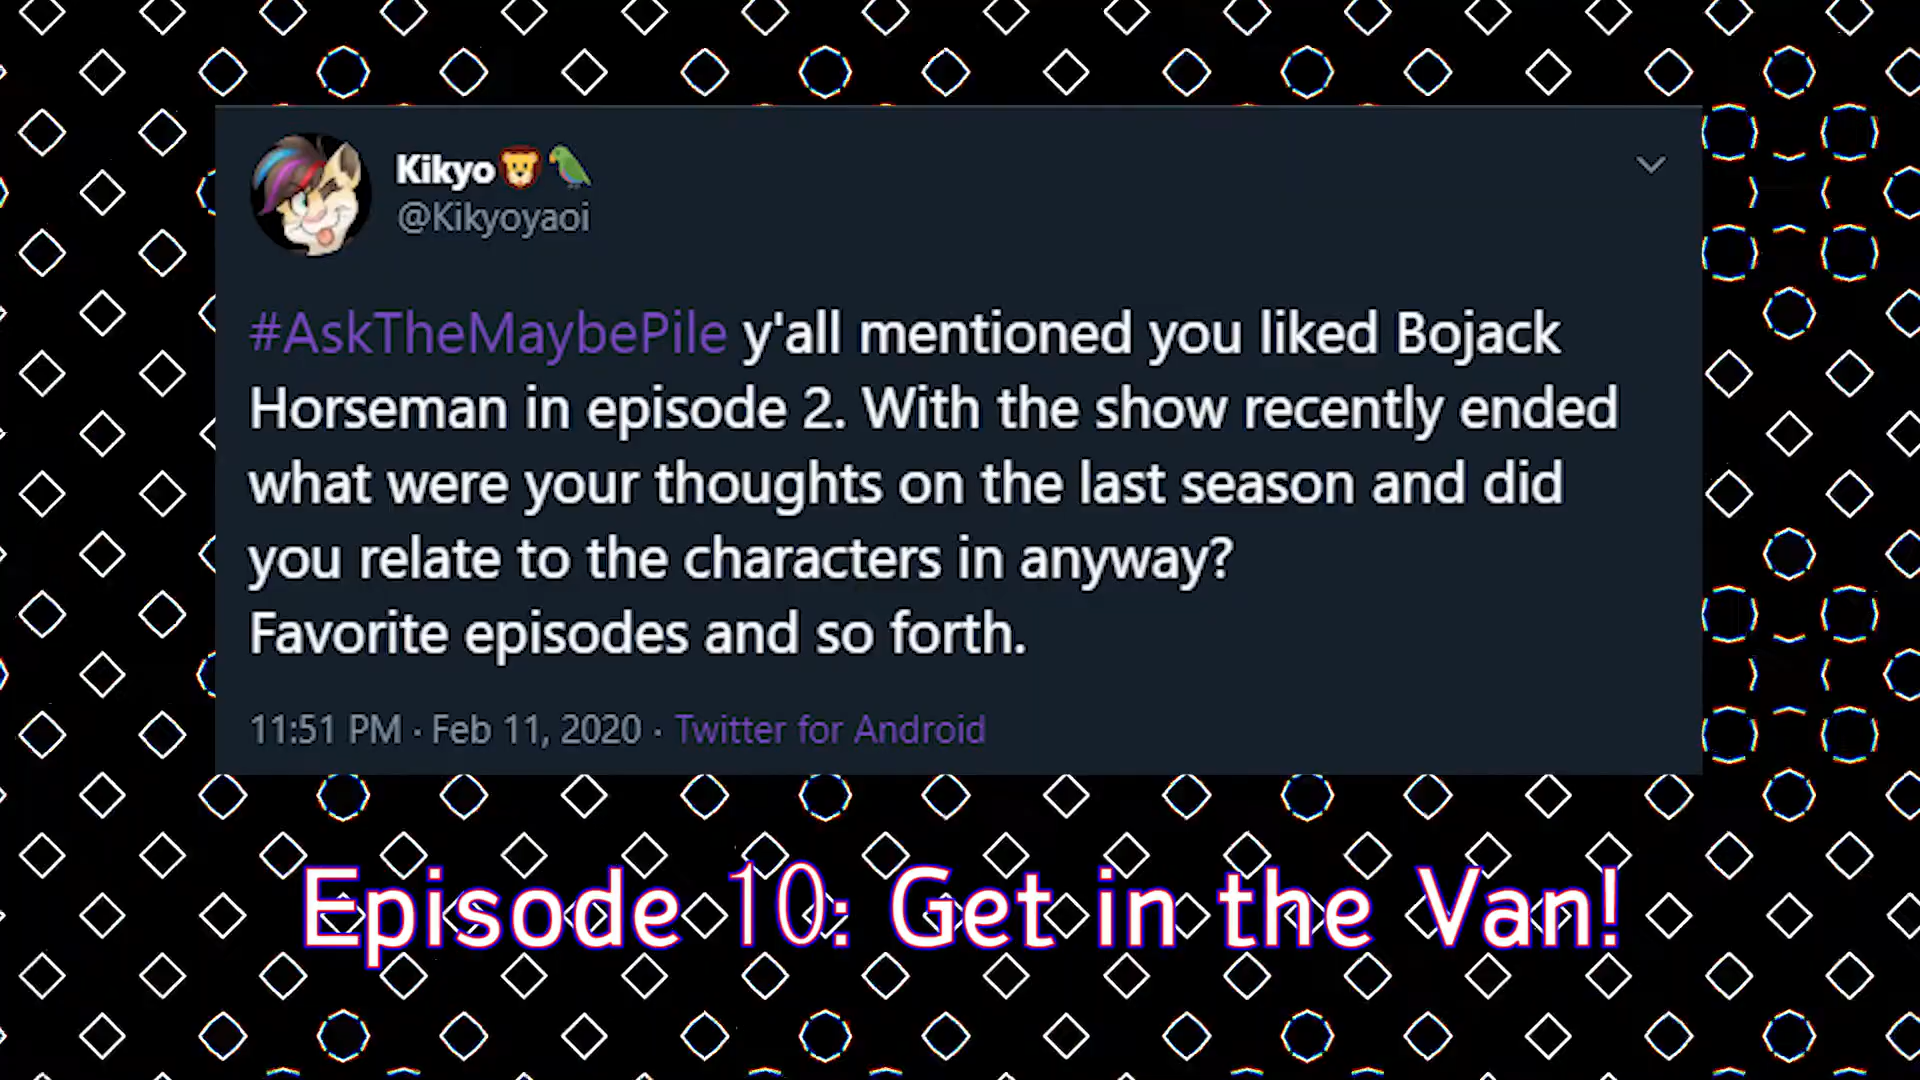 Kikyo🦁🦜
@Kikyoyaoi
#AskTheMaybePile y'all mentioned you liked Bojack
Horseman in episode 2. With the show recently ended
what were your thoughts on the last season and did
you relate to the characters in anyway?
Favorite episodes and so forth.
11:51 PM · Feb 11, 2020 · Twitter for Android
Episode 10: Get in the Van!